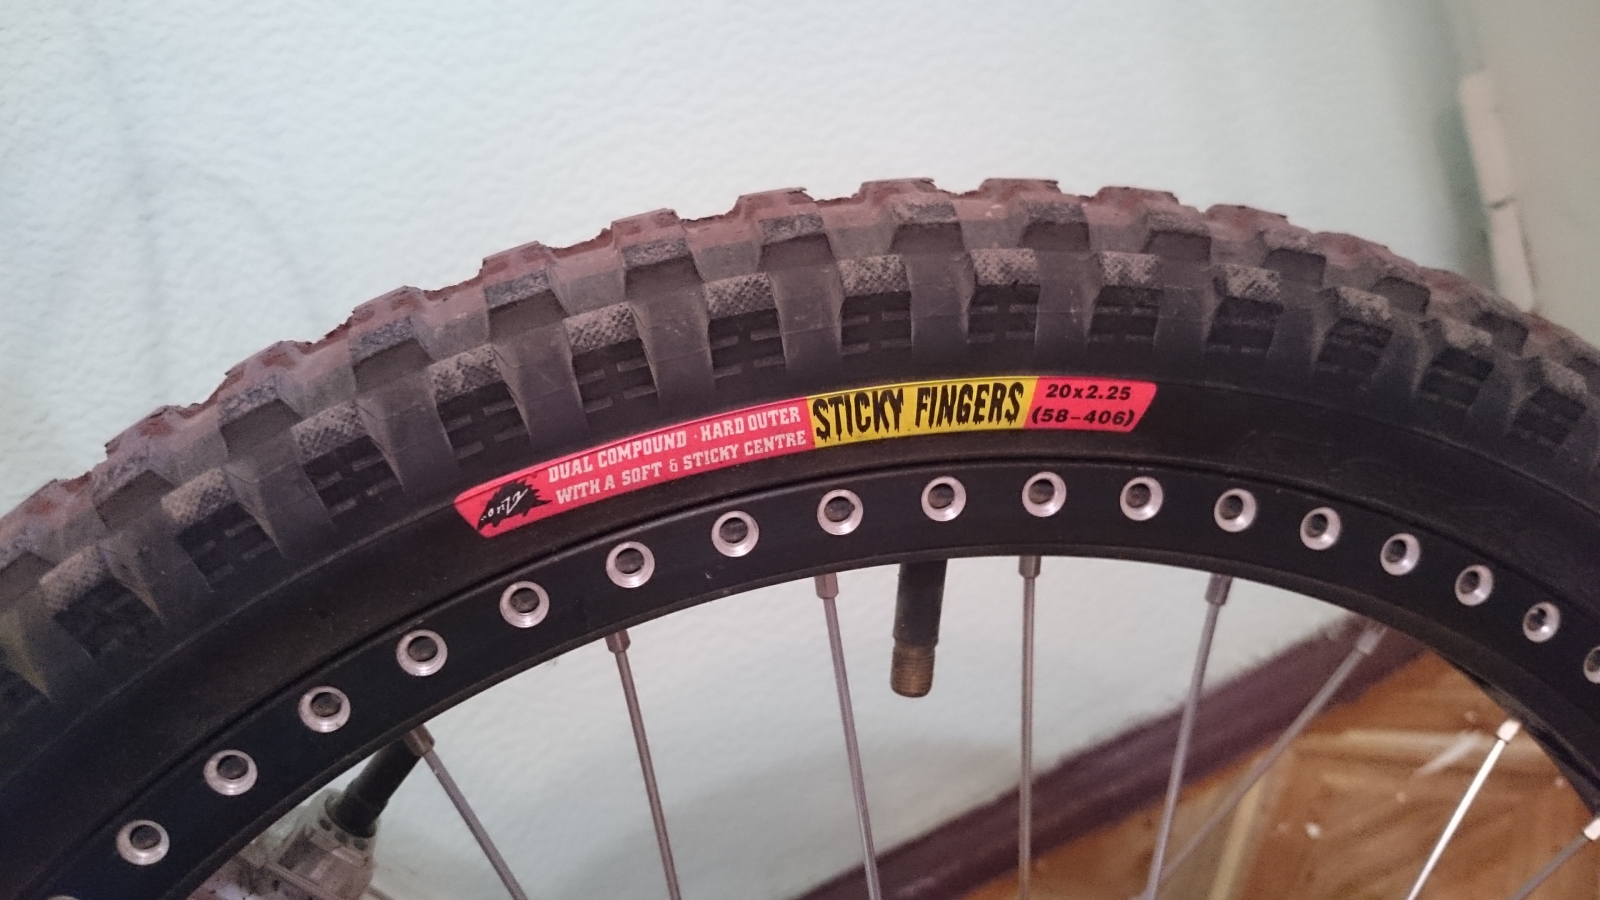 DUAL COMPOUND · HARD OUTER
WITH A SOFT & STICKY CENTRE
STICKY FINGERS
20x2.25
(58-406)